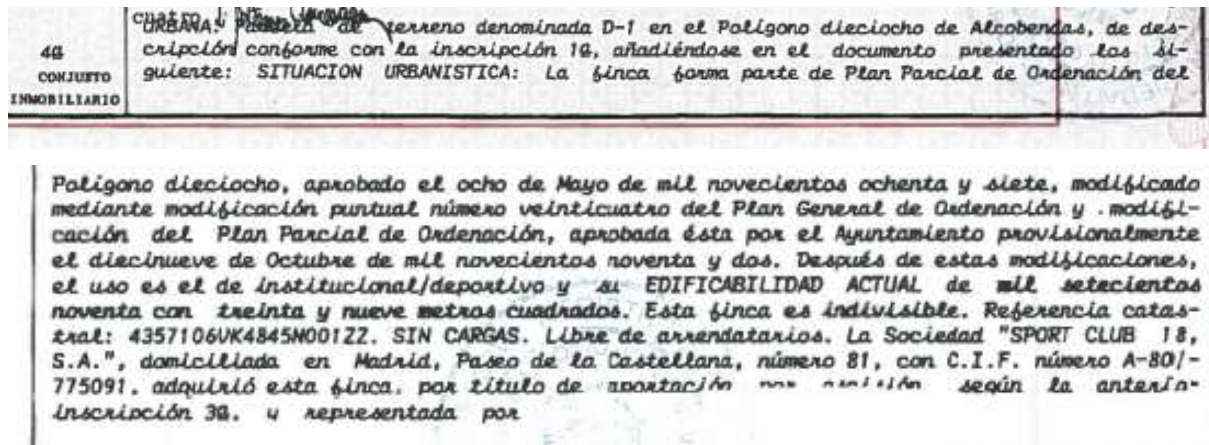 cuatro
URBANA: Parcela de terreno denominada D-1 en el Polígono dieciocho de Alcobendas, de des-
4ª cripción conforme con la inscripción 1ª, añadiéndose en el documento presentado los si-
CONJUNTO guiente: SITUACION URBANISTICA: La finca forma parte de Plan Parcial de Ordenación del
INMOBILIARIO
Polígono dieciocho, aprobado el ocho de Mayo de mil novecientos ochenta y siete, modificado
mediante modificación puntual número veinticuatro del Plan General de Ordenación y .modifi-
cación del Plan Parcial de Ordenación, aprobada ésta por el Ayuntamiento provisionalmente
el diecinueve de Octubre de mil novecientos noventa y dos. Después de estas modificaciones,
el uso es el de institucional/deportivo y su EDIFICABILIDAD ACTUAL de mil setecientos
noventa con treinta y nueve metros cuadrados. Esta finca es indivisible. Referencia catas-
tral: 4357106VK4845N001ZZ. SIN CARGAS. Libre de arrendatarios. La Sociedad "SPORT CLUB 18,
S.A.", domiciliada en Madrid, Paseo de la Castellana, número 81, con C.I.F. número A-80/-
775091, adquirió esta finca, por título de aportación por según la anterior
inscripción 3ª, y representada por